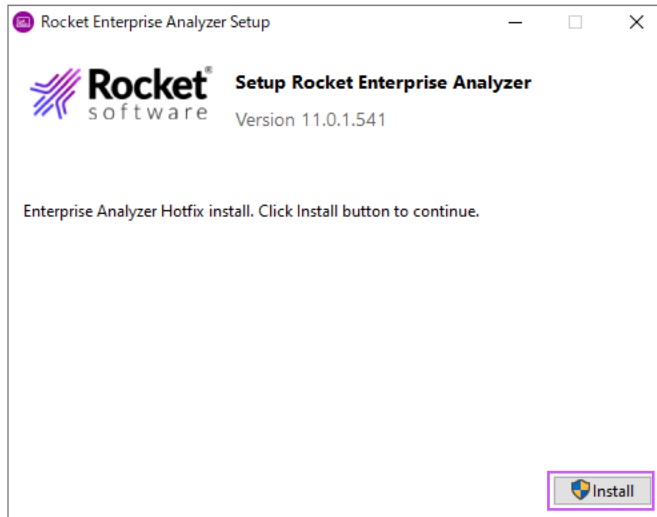 Rocket Enterprise Analyzer Setup
Rocket®
software
Setup Rocket Enterprise Analyzer
Version 11.0.1.541
Enterprise Analyzer Hotfix install. Click Install button to continue.
Install